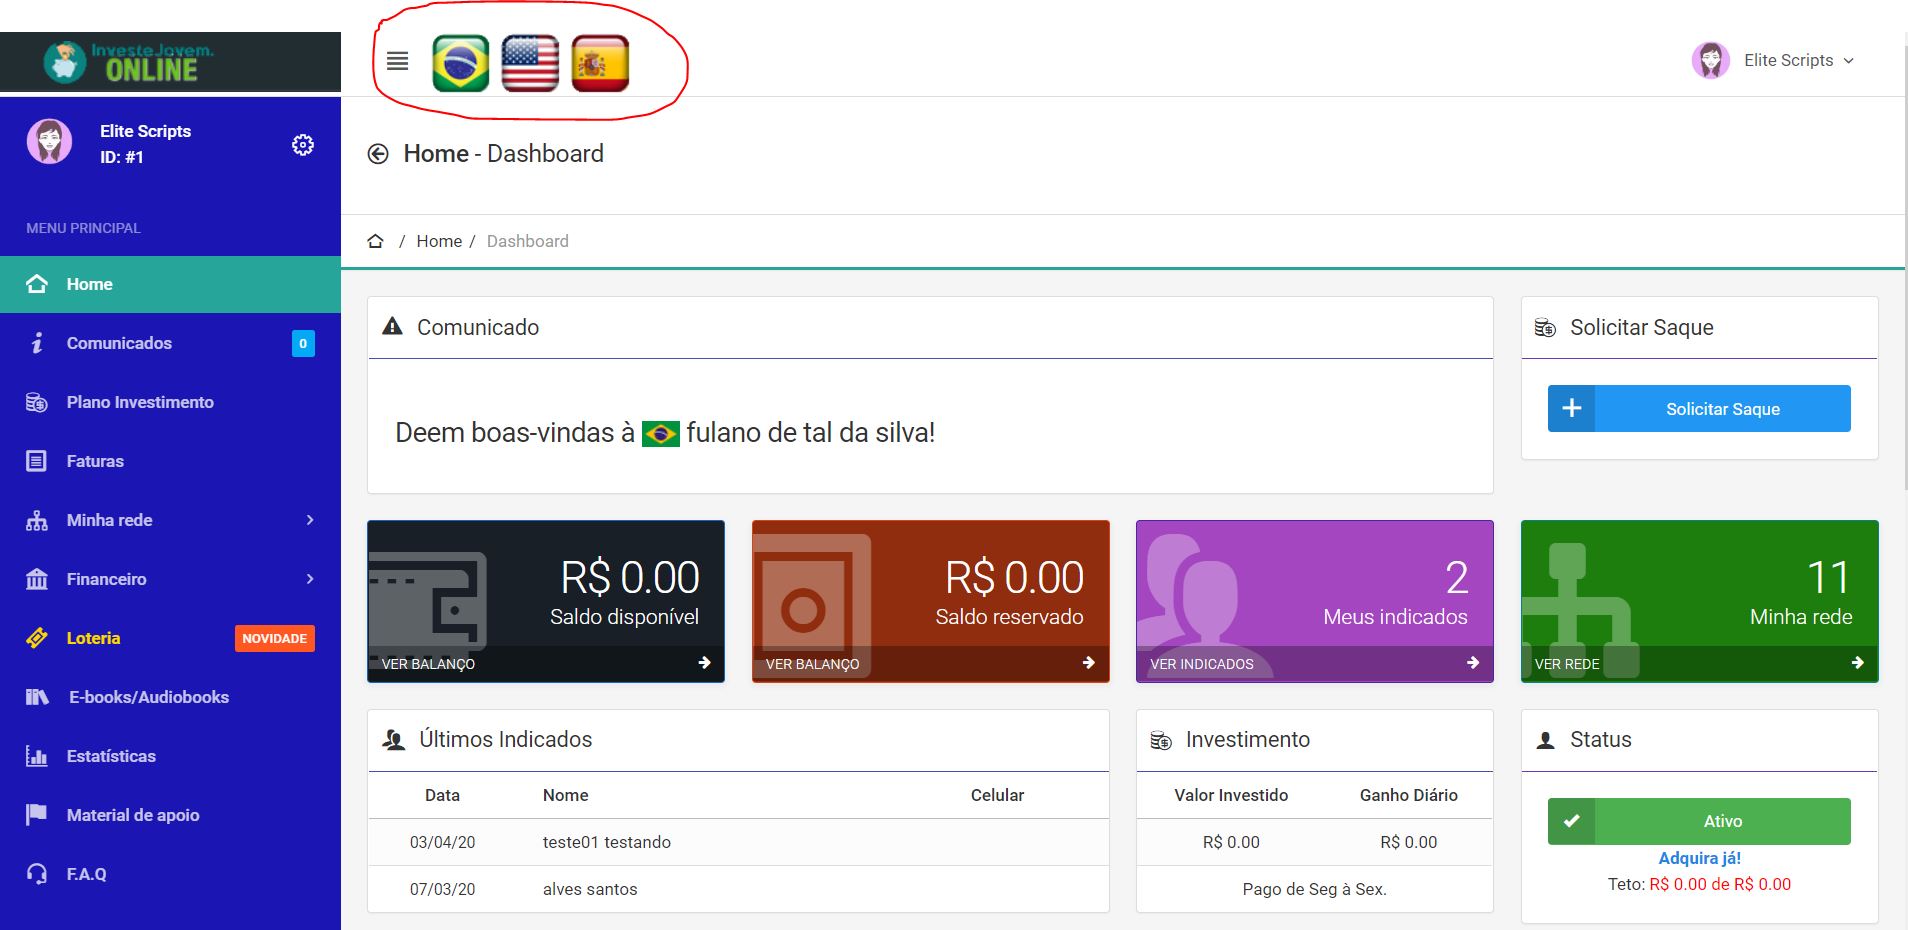 InvesteJovem.
ONLINE
Elite Scripts
Elite Scripts
ID: #1
Home - Dashboard
MENU PRINCIPAL
/ Home / Dashboard
Home
Comunicados 0
Plano Investimento
Faturas
Minha rede
Financeiro
Loteria NOVIDADE
E-books/Audiobooks
Estatísticas
Material de apoio
F.A.Q
Comunicado
Deem boas-vindas à fulano de tal da silva!
Solicitar Saque
Solicitar Saque
R$ 0.00
Saldo disponível
VER BALANÇO
R$ 0.00
Saldo reservado
VER BALANÇO
2
Meus indicados
VER INDICADOS
11
Minha rede
VER REDE
Últimos Indicados
Data Nome Celular
03/04/20 teste01 testando
07/03/20 alves santos
Investimento
Valor Investido Ganho Diário
R$ 0.00 R$ 0.00
Pago de Seg à Sex.
Status
Ativo
Adquira já!
Teto: R$ 0.00 de R$ 0.00